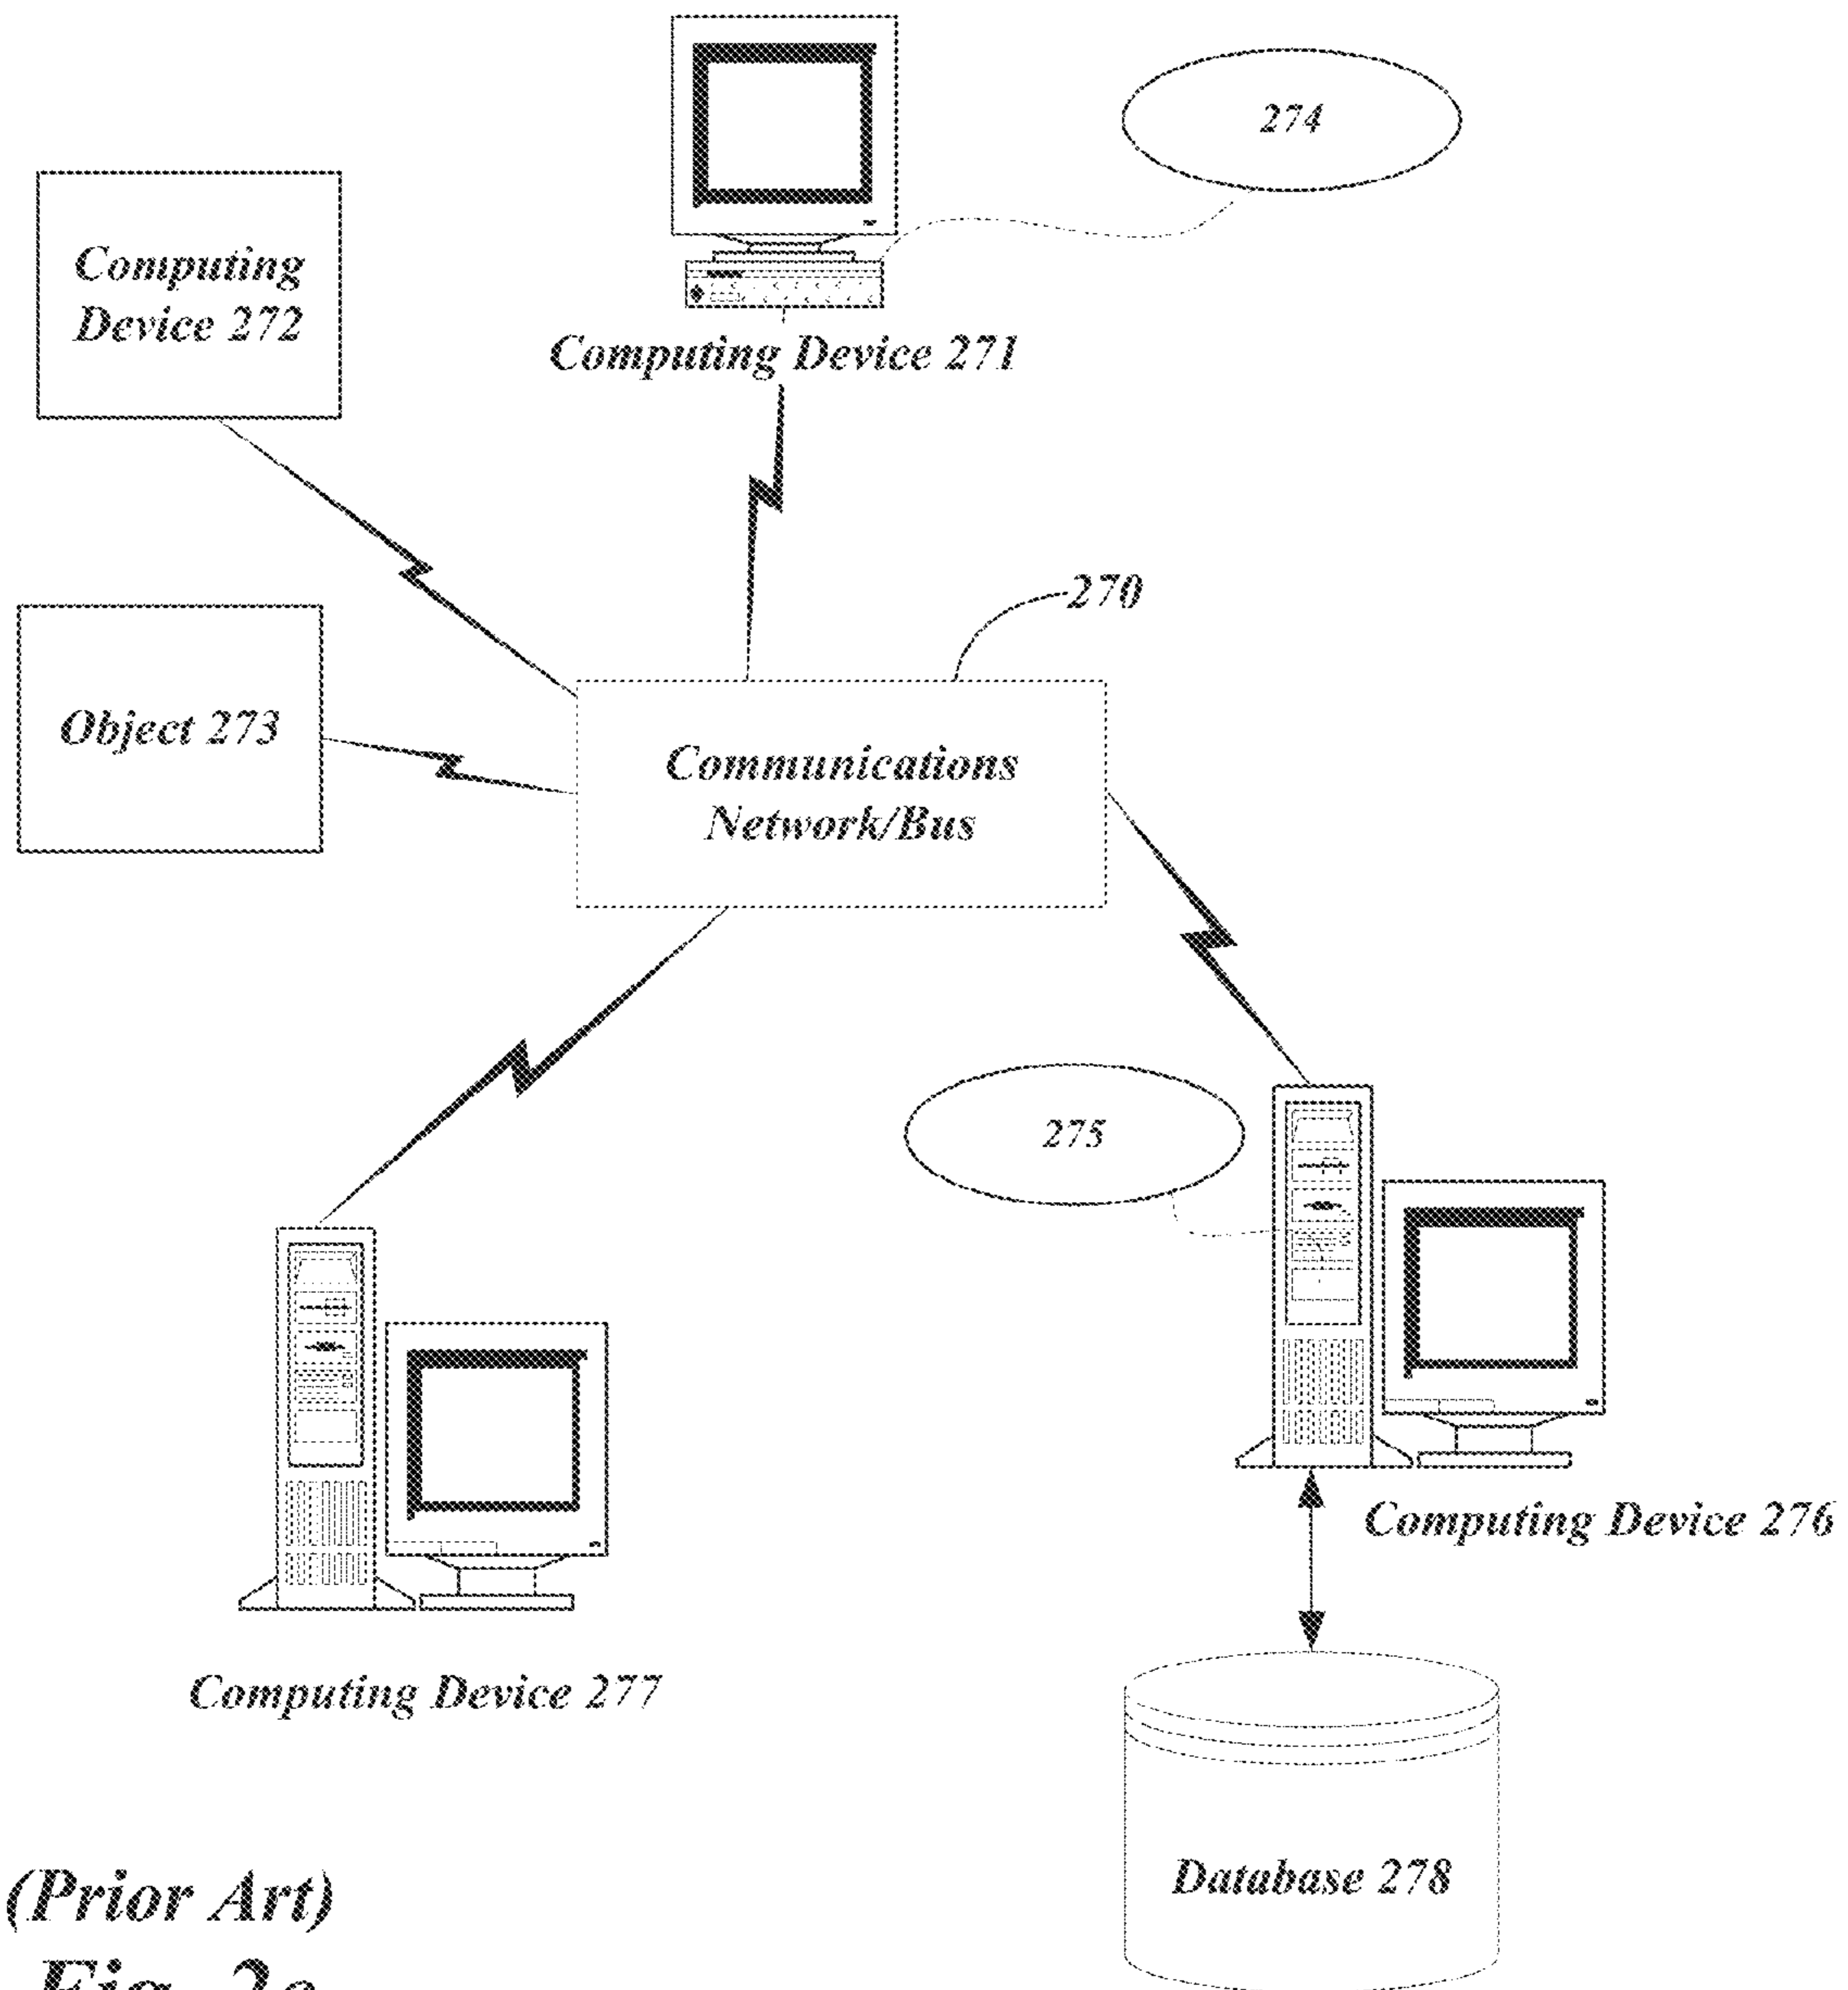 274
Computing
Device 272
Computing Device 271
270
Object 273
Communications
Network/Bus
275
Computing Device 276
Computing Device 277
Database 278
(Prior Art)